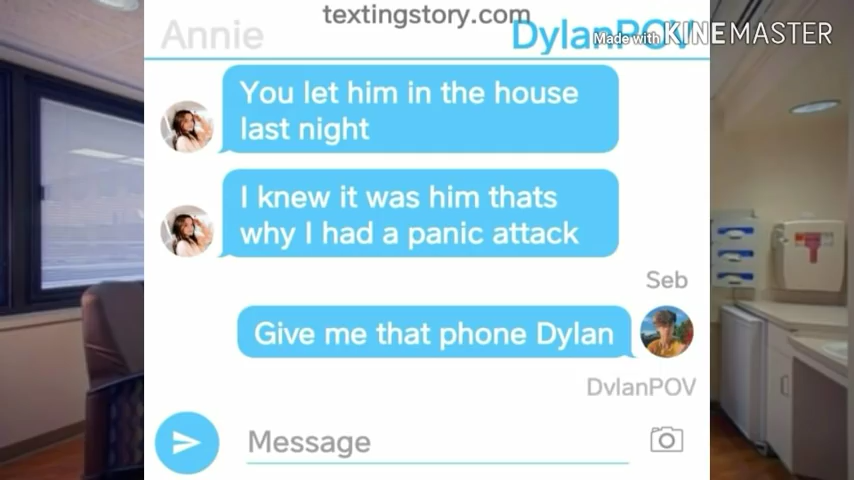 textingstory.com
Annie
DylanPOV
Made with KINEMASTER
You let him in the house
last night
I knew it was him thats
why I had a panic attack
Seb
Give me that phone Dylan
DylanPOV
Message